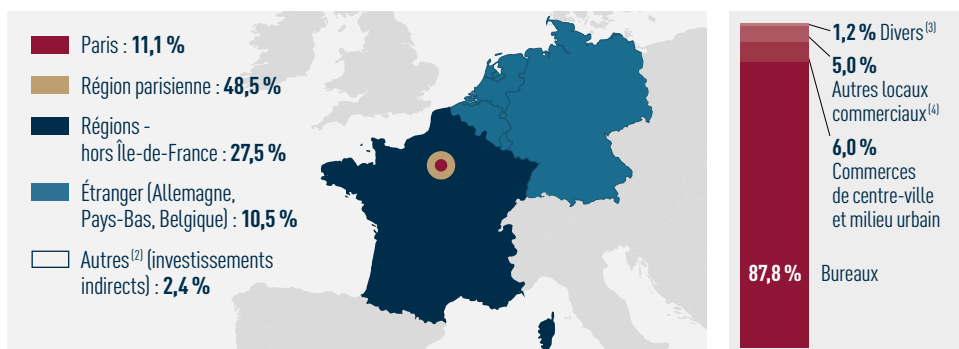 Paris : 11,1 %
Région parisienne : 48,5 %
Régions -
hors Île-de-France : 27,5 %
Étranger (Allemagne,
Pays-Bas, Belgique) : 10,5 %
Autres(2) (investissements
indirects) : 2,4 %
1,2 % Divers(3)
5,0 %
Autres locaux
commerciaux(4)
6,0 %
Commerces
de centre-ville
et milieu urbain
87,8 % Bureaux